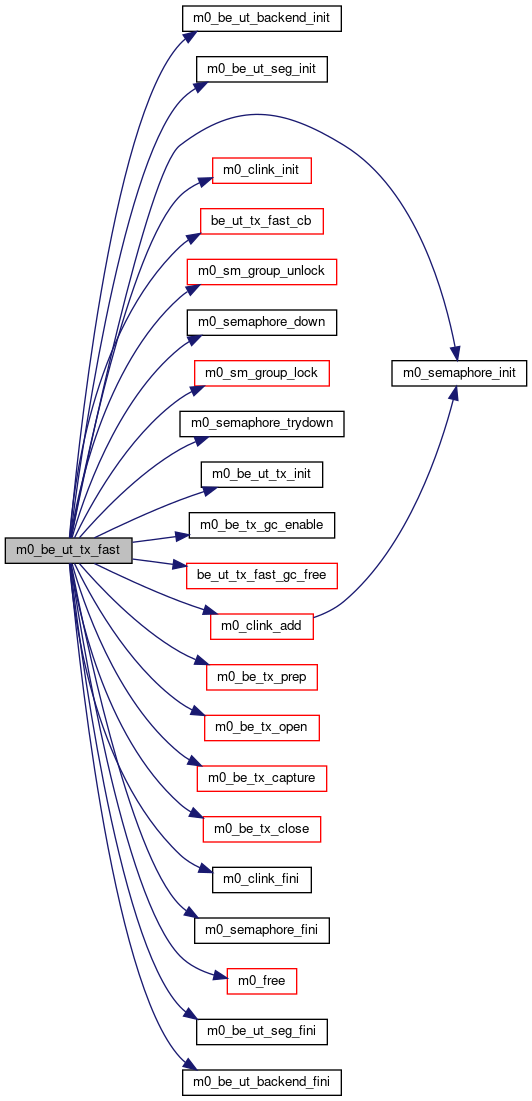 m0_be_ut_backend_init
m0_be_ut_seg_init
m0_clink_init
be_ut_tx_fast_cb
m0_sm_group_unlock
m0_semaphore_down
m0_sm_group_lock
m0_semaphore_init
m0_semaphore_trydown
m0_be_ut_tx_init
m0_be_tx_gc_enable
m0_be_ut_tx_fast
be_ut_tx_fast_gc_free
m0_clink_add
m0_be_tx_prep
m0_be_tx_open
m0_be_tx_capture
m0_be_tx_close
m0_clink_fini
m0_semaphore_fini
m0_free
m0_be_ut_seg_fini
m0_be_ut_backend_fini